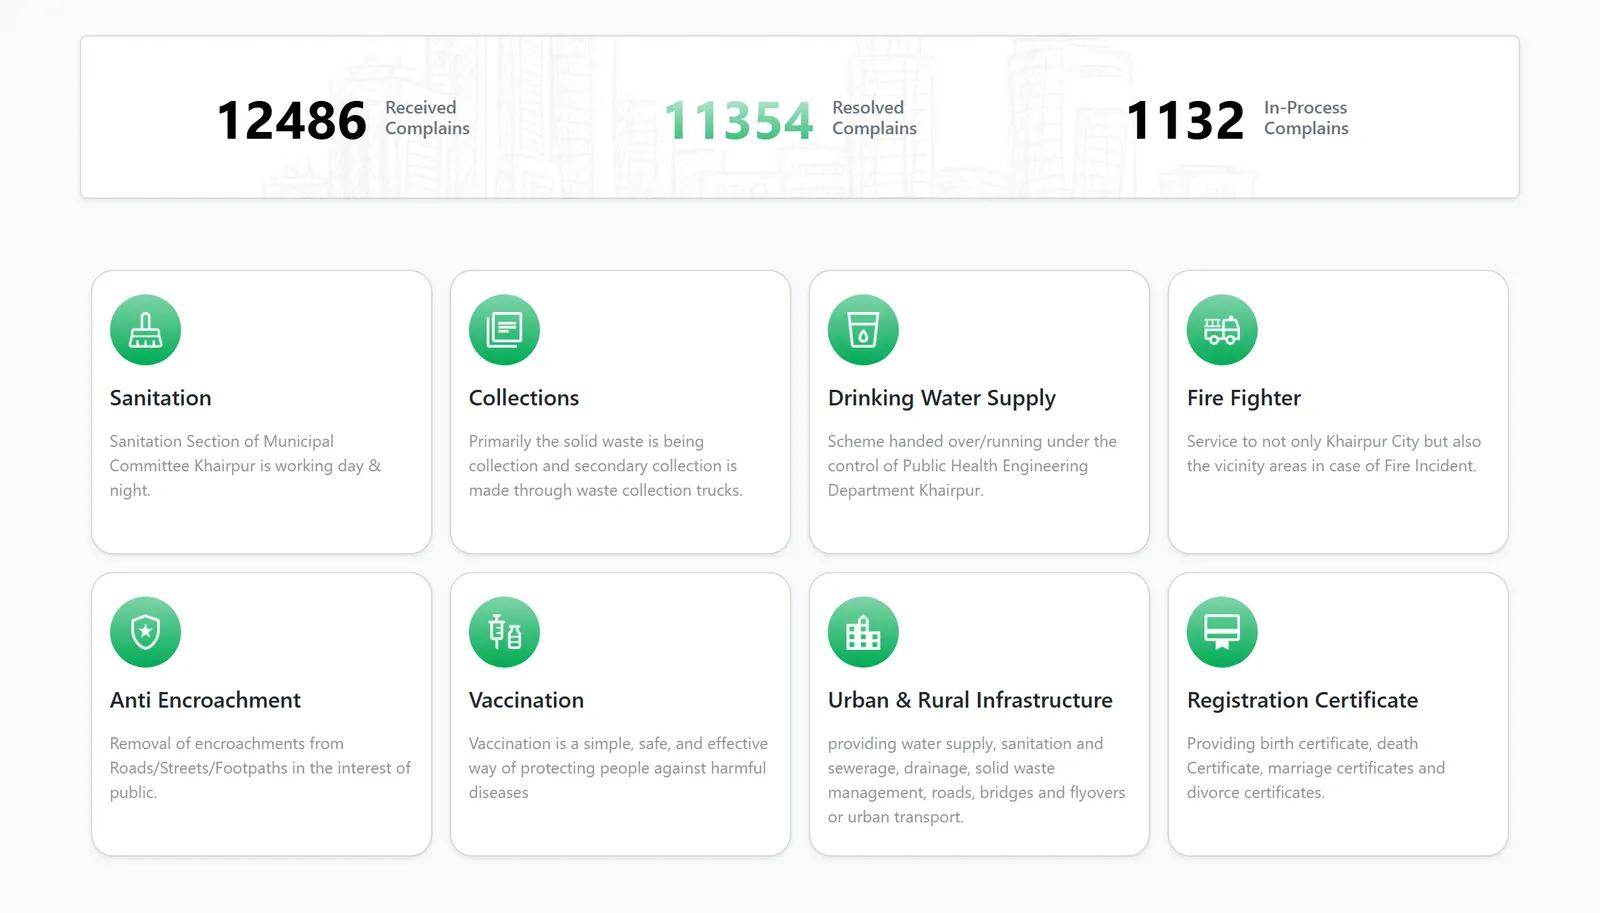 12486
Received
Complains
11354
Resolved
Complains
1132
In-Process
Complains
Sanitation
Sanitation Section of Municipal
Committee Khairpur is working day &
night.
Collections
Primarily the solid waste is being
collection and secondary collection is
made through waste collection trucks.
Drinking Water Supply
Scheme handed over/running under the
control of Public Health Engineering
Department Khairpur.
Fire Fighter
Service to not only Khairpur City but also
the vicinity areas in case of Fire Incident.
Anti Encroachment
Removal of encroachments from
Roads/Streets/Footpaths in the interest of
public.
Vaccination
Vaccination is a simple, safe, and effective
way of protecting people against harmful
diseases
Urban & Rural Infrastructure
providing water supply, sanitation and
sewerage, drainage, solid waste
management, roads, bridges and flyovers
or urban transport.
Registration Certificate
Providing birth certificate, death
Certificate, marriage certificates and
divorce certificates.